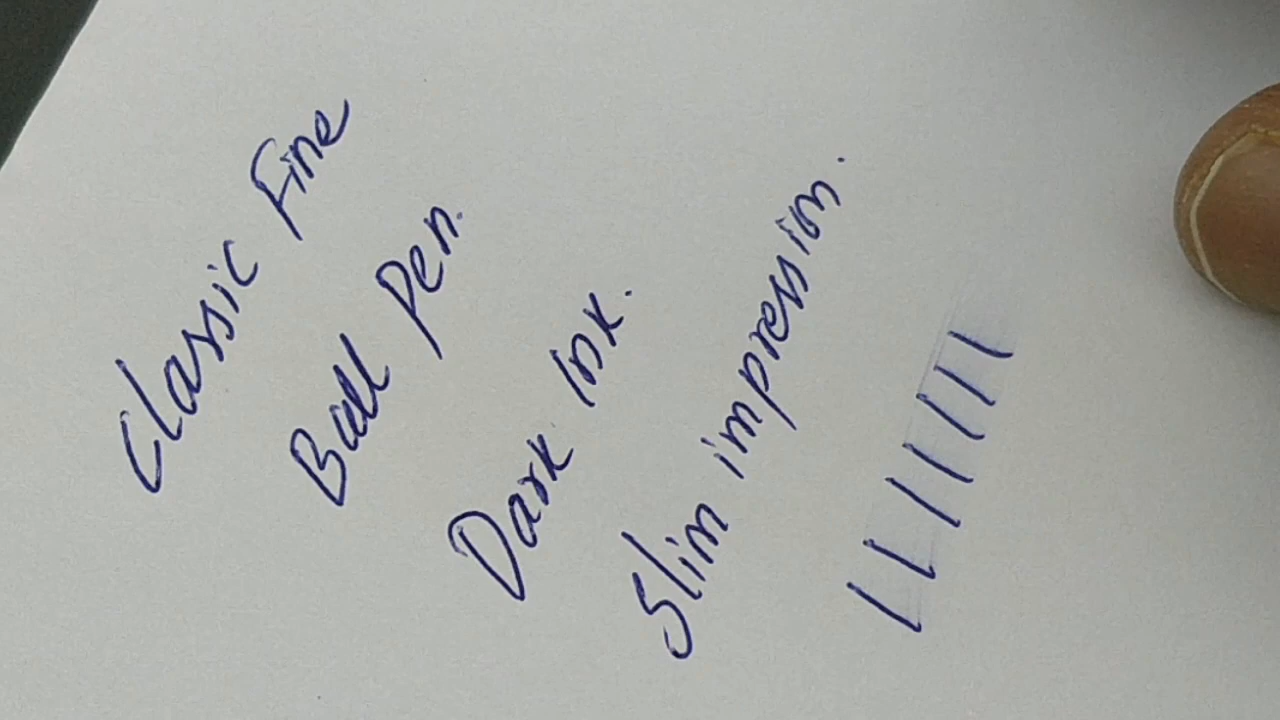 Classic Fine
Ball Pen.
Dark Ink.
Slim impression.